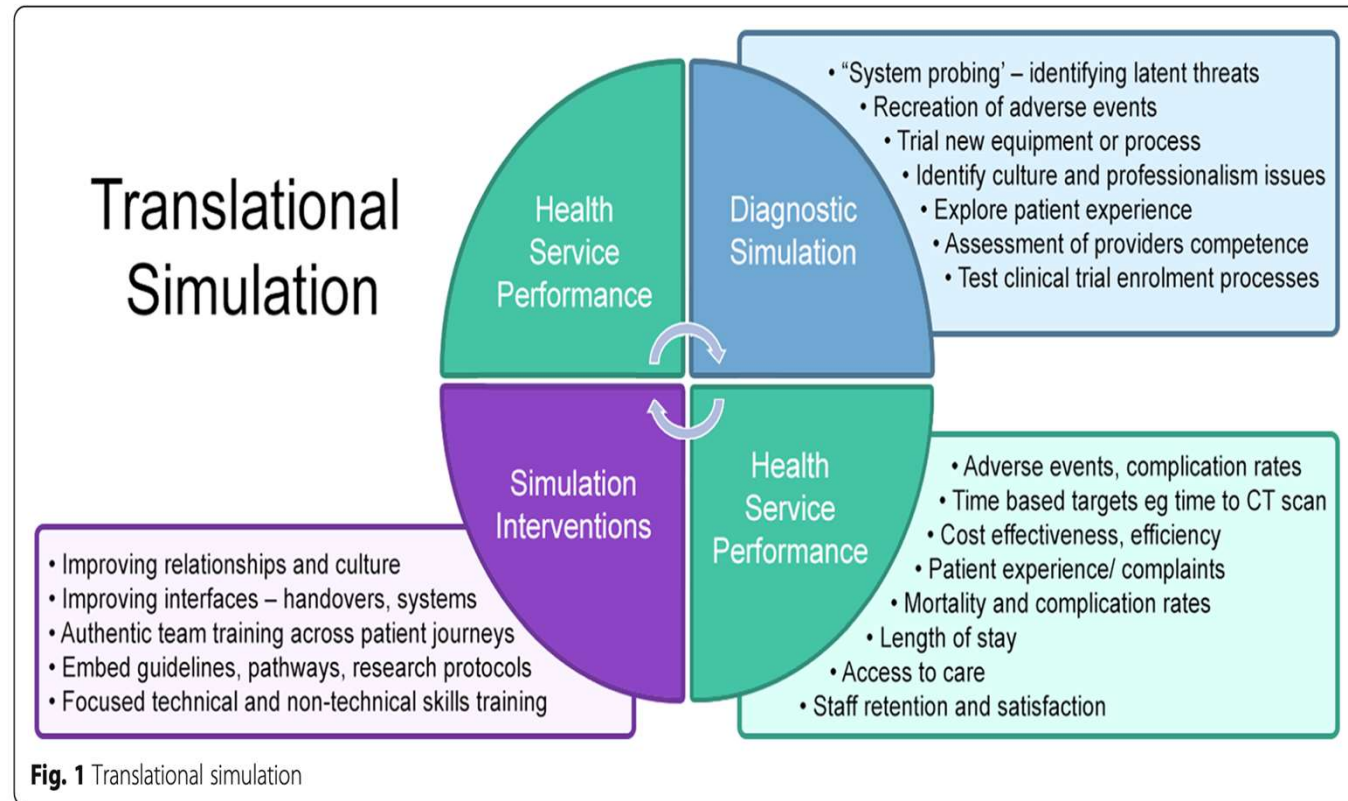 Translational
Simulation
Health
Service
Performance
Diagnostic
Simulation
• “System probing’ – identifying latent threats
• Recreation of adverse events
• Trial new equipment or process
• Identify culture and professionalism issues
• Explore patient experience
• Assessment of providers competence
• Test clinical trial enrolment processes
Simulation
Interventions
• Improving relationships and culture
• Improving interfaces – handovers, systems
• Authentic team training across patient journeys
• Embed guidelines, pathways, research protocols
• Focused technical and non-technical skills training
Health
Service
Performance
• Adverse events, complication rates
• Time based targets eg time to CT scan
• Cost effectiveness, efficiency
• Patient experience/ complaints
• Mortality and complication rates
• Length of stay
• Access to care
• Staff retention and satisfaction
Fig. 1 Translational simulation